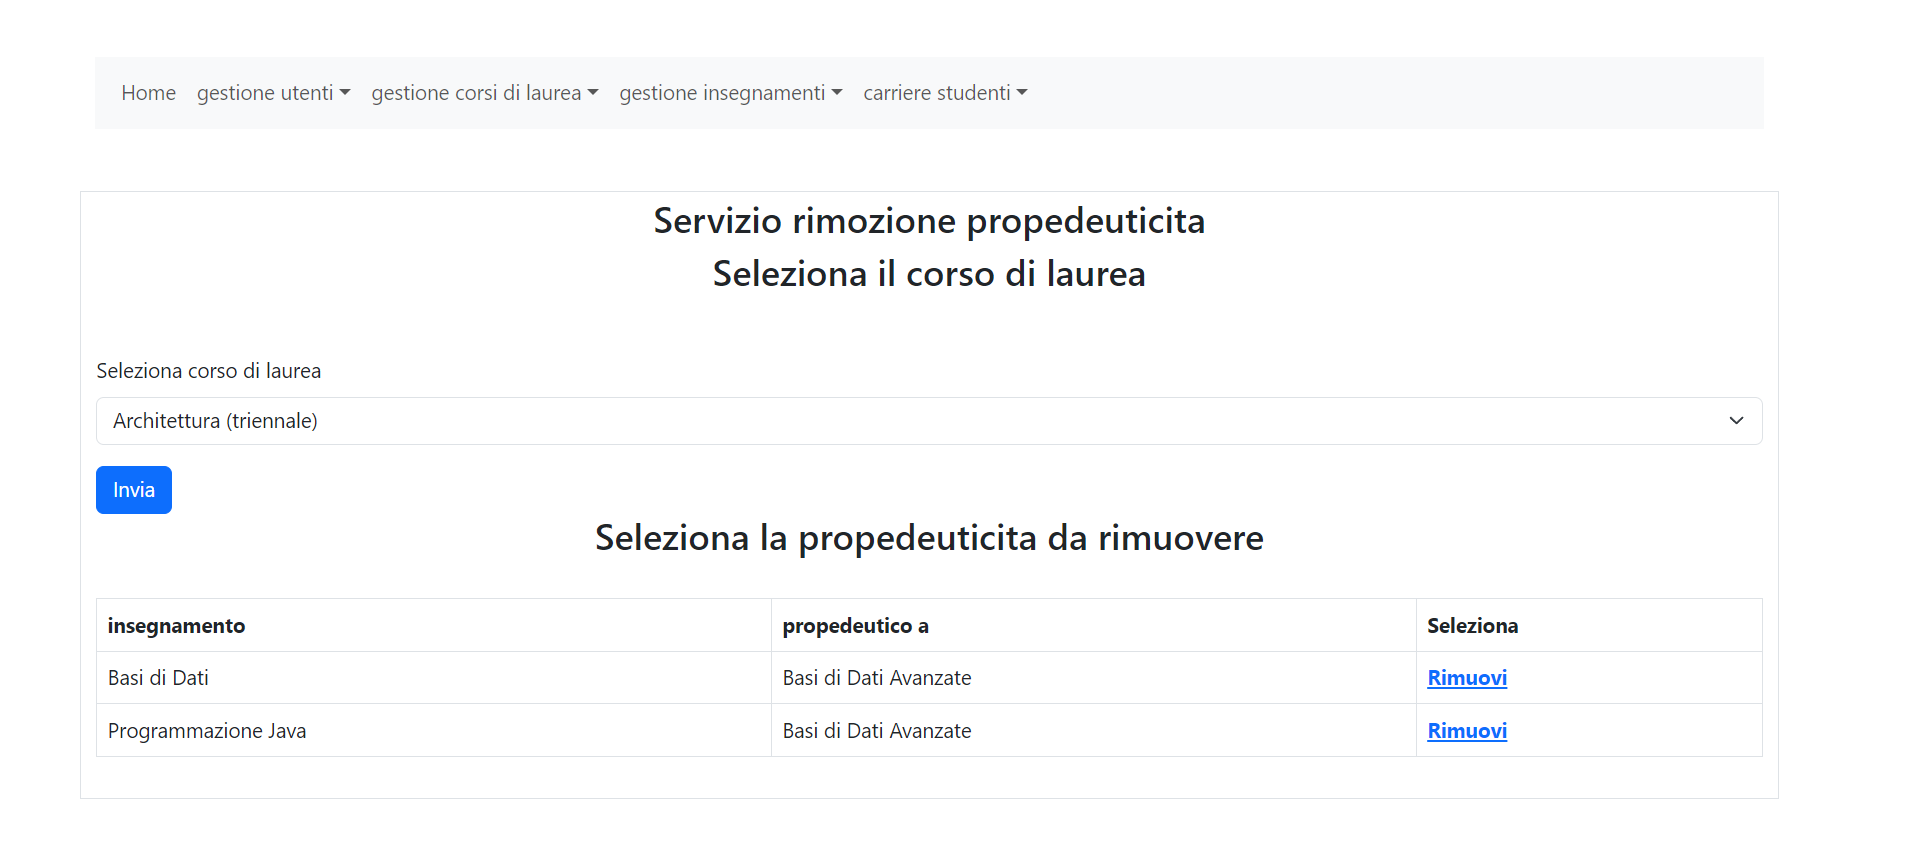 Home gestione utenti gestione corsi di laurea gestione insegnamenti carriere studenti
Servizio rimozione propedeuticita
Seleziona il corso di laurea
Seleziona corso di laurea
Architettura (triennale)
Invia
Seleziona la propedeuticita da rimuovere
insegnamento propedeutico a Seleziona
Basi di Dati Basi di Dati Avanzate Rimuovi
Programmazione Java Basi di Dati Avanzate Rimuovi